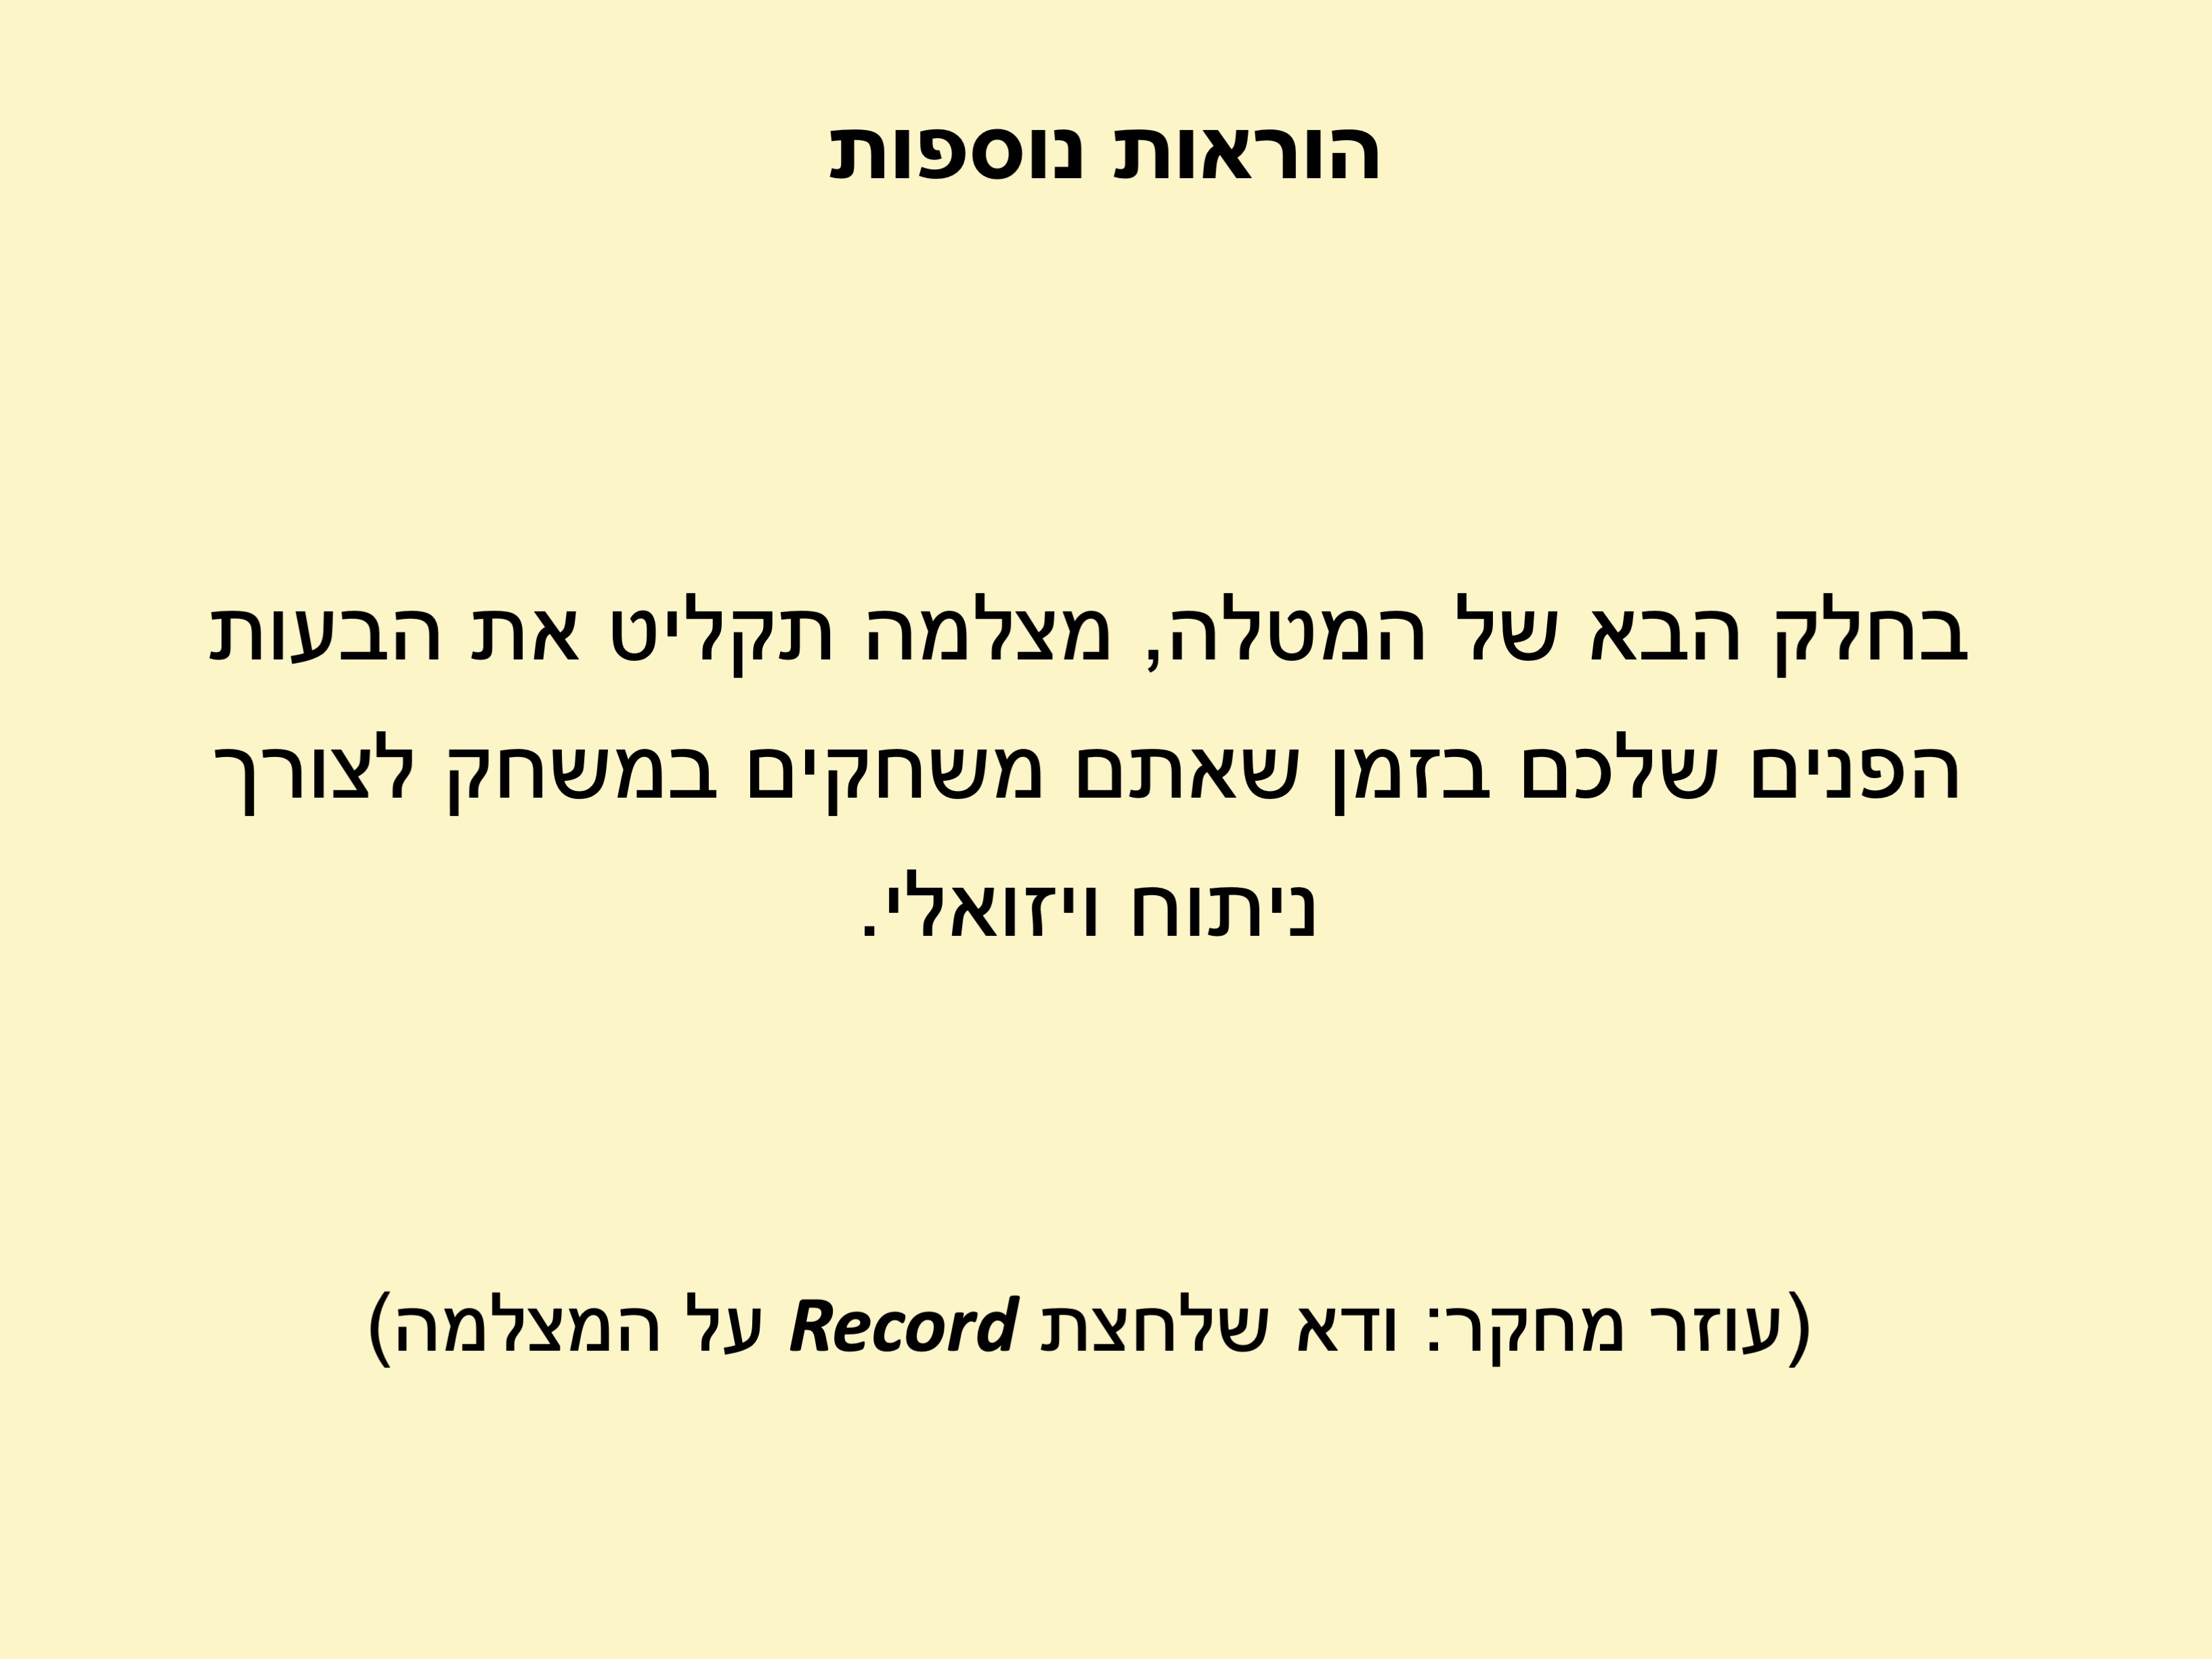 הוראות נוספות
בחלק הבא של המטלה, מצלמה תקליט את הבעות
הפנים שלכם בזמן שאתם משחקים במשחק לצורך
ניתוח ויזואלי.
(עוזר מחקר: ודא שלחצת Record על המצלמה)